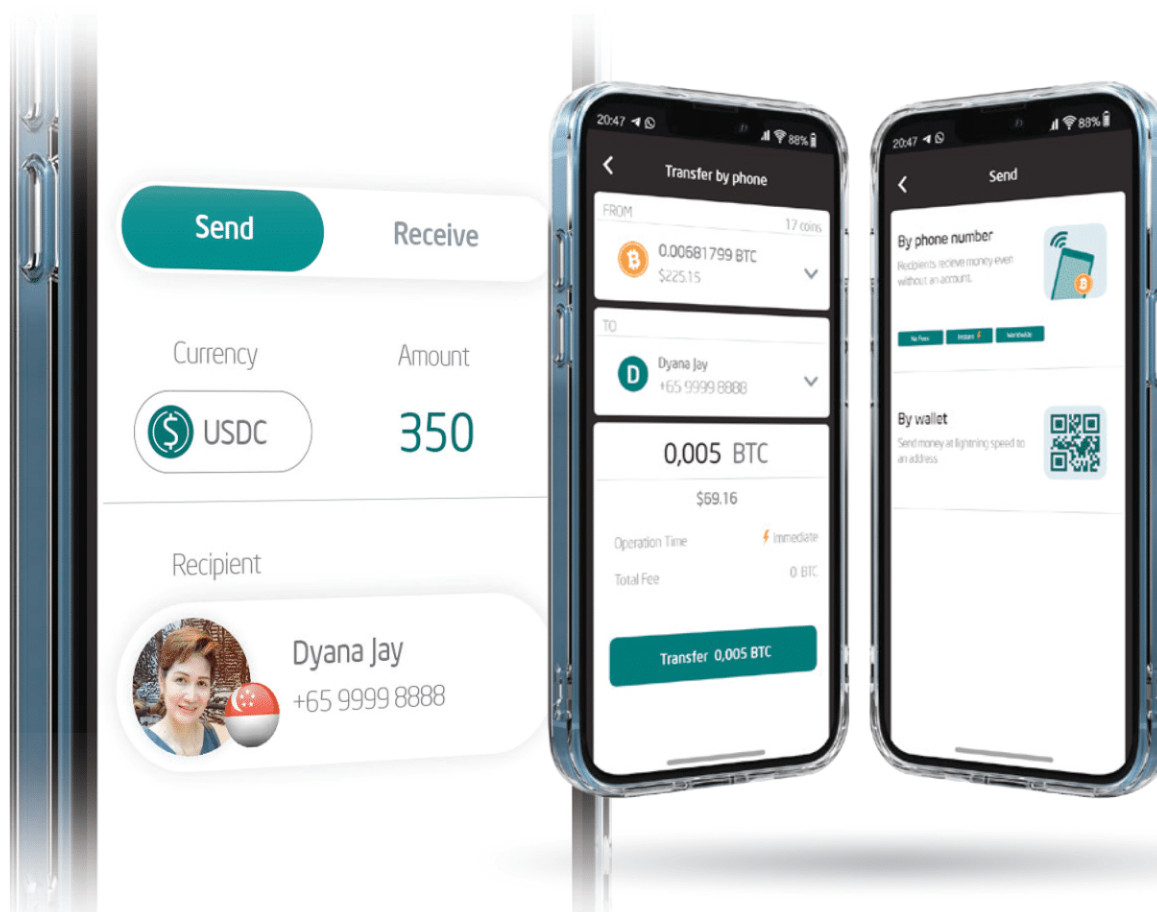 Send
Receive
Currency
Amount
USDC
350
Recipient
Dyana Jay
+65 9999 8888
20:47
88%
Transfer by phone
FROM
17 coins
0.00681799 BTC
$225.15
TO
D
Dyana Jay
+65 9999 8888
0,005 BTC
$69.16
Operation Time
Immediate
Total Fee
0 BTC
Transfer 0,005 BTC
20:47
88%
Send
By phone number
Recipients recieve money even
without an account.
No Fees
Instant
Worldwide
By wallet
Send money at lightning speed to
an address